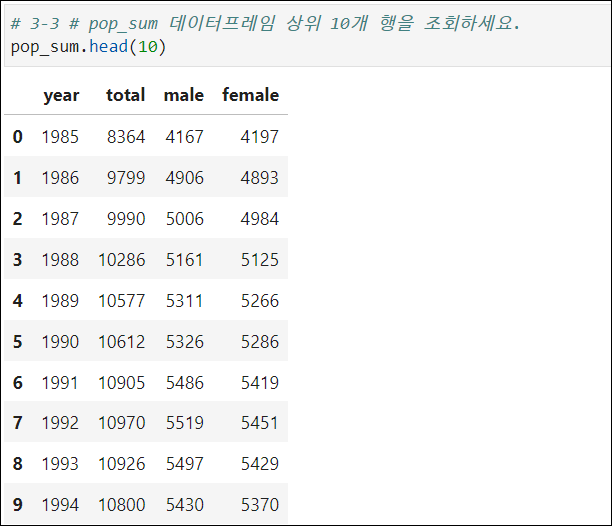 # 3-3 # pop_sum 데이터프레임 상위 10개 행을 조회하세요.
pop_sum.head(10)
year total male female
0 1985 8364 4167 4197
1 1986 9799 4906 4893
2 1987 9990 5006 4984
3 1988 10286 5161 5125
4 1989 10577 5311 5266
5 1990 10612 5326 5286
6 1991 10905 5486 5419
7 1992 10970 5519 5451
8 1993 10926 5497 5429
9 1994 10800 5430 5370